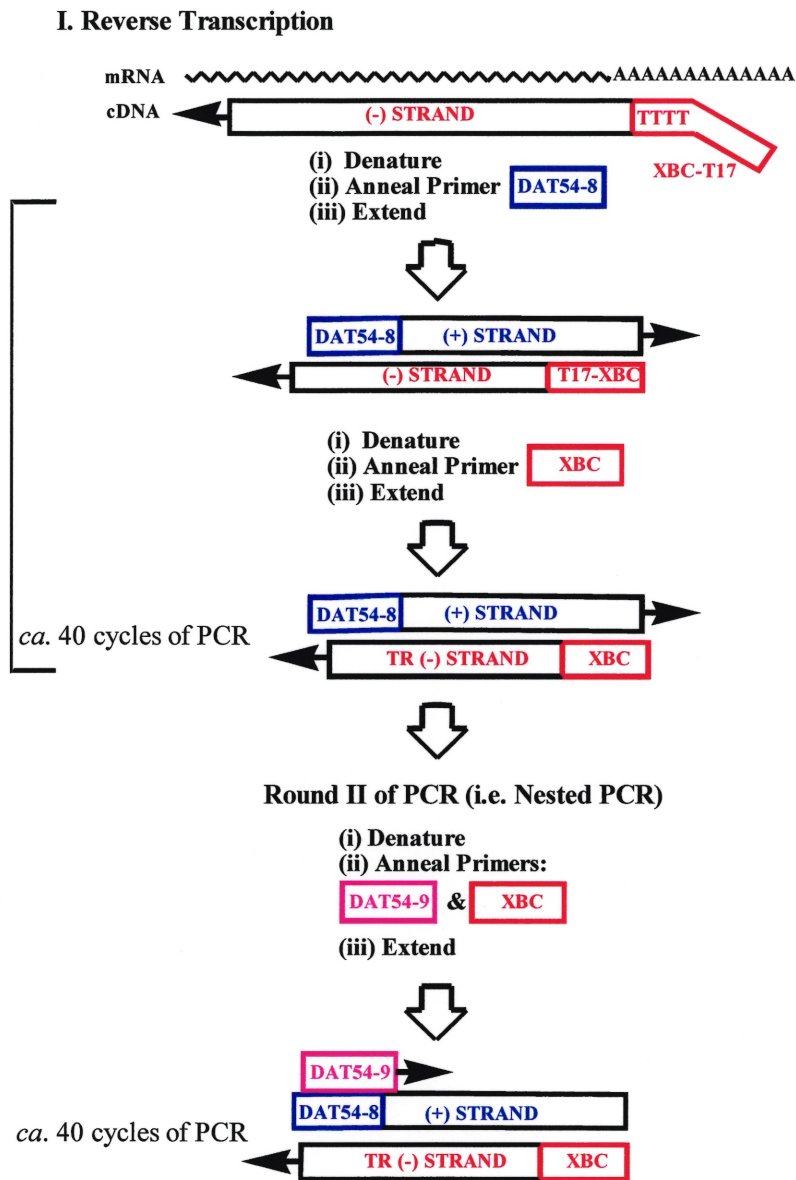 I. Reverse Transcription
mRNA AAAAAAAAAAAAA
cDNA (-) STRAND TTTT
XBC-T17
(i) Denature
(ii) Anneal Primer DAT54-8
(iii) Extend
DAT54-8 (+) STRAND
(-) STRAND T17-XBC
(i) Denature
(ii) Anneal Primer XBC
(iii) Extend
DAT54-8 (+) STRAND
ca. 40 cycles of PCR
TR (-) STRAND XBC
Round II of PCR (i.e. Nested PCR)
(i) Denature
(ii) Anneal Primers:
DAT54-9 & XBC
(iii) Extend
DAT54-9
DAT54-8 (+) STRAND
ca. 40 cycles of PCR
TR (-) STRAND XBC